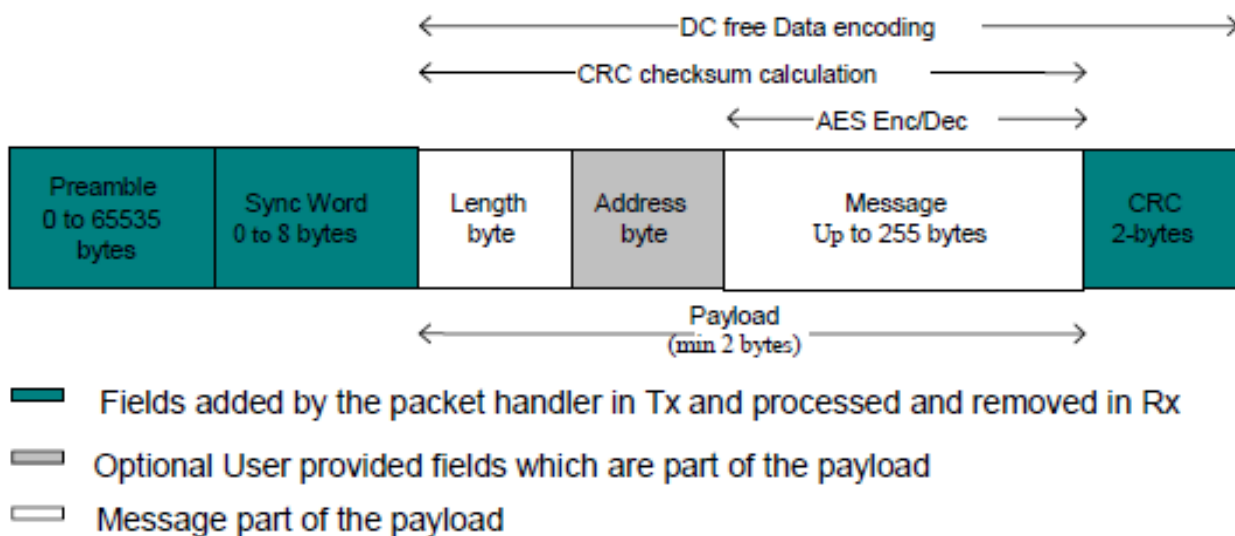 DC free Data encoding
CRC checksum calculation
AES Enc/Dec
Preamble
0 to 65535
bytes
Sync Word
0 to 8 bytes
Length
byte
Address
byte
Message
Up to 255 bytes
CRC
2-bytes
Payload
(min 2 bytes)
Fields added by the packet handler in Tx and processed and removed in Rx
Optional User provided fields which are part of the payload
Message part of the payload